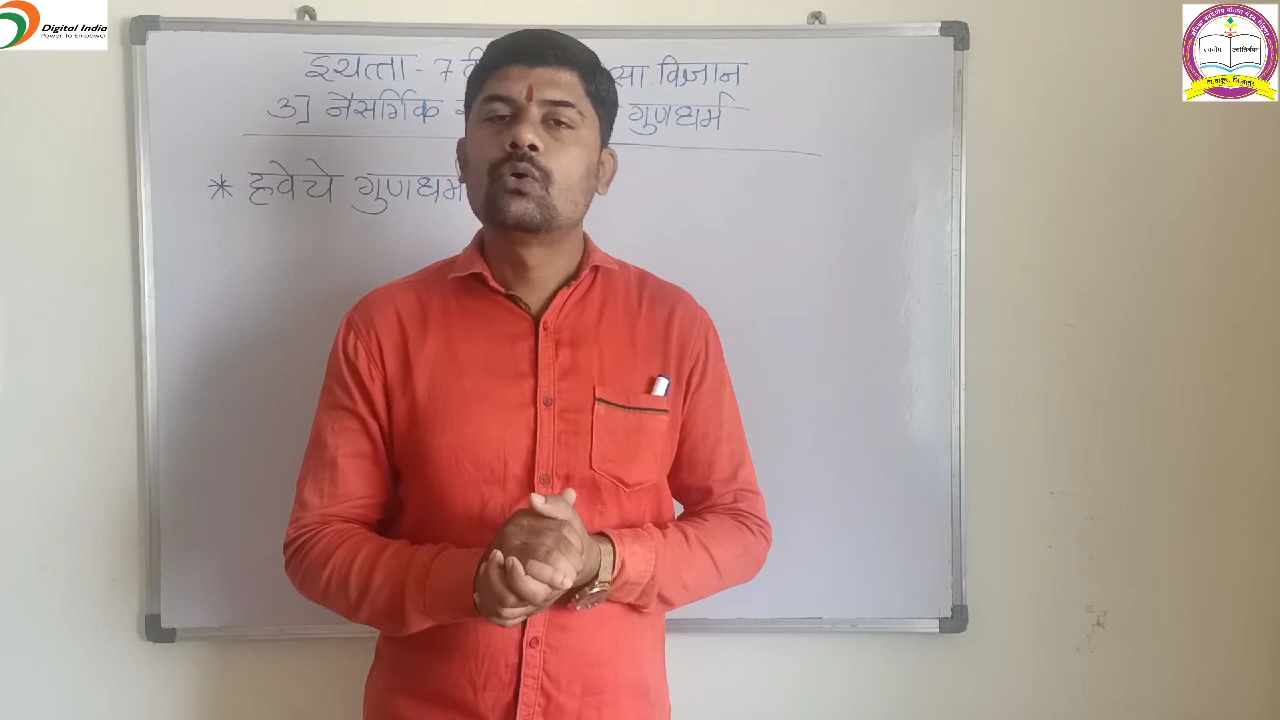 Digital India
Power To Empower
इयत्ता - 7 वी सा. विज्ञान
3] नैसर्गिक गुणधर्म
* हवेचे गुणधर्म